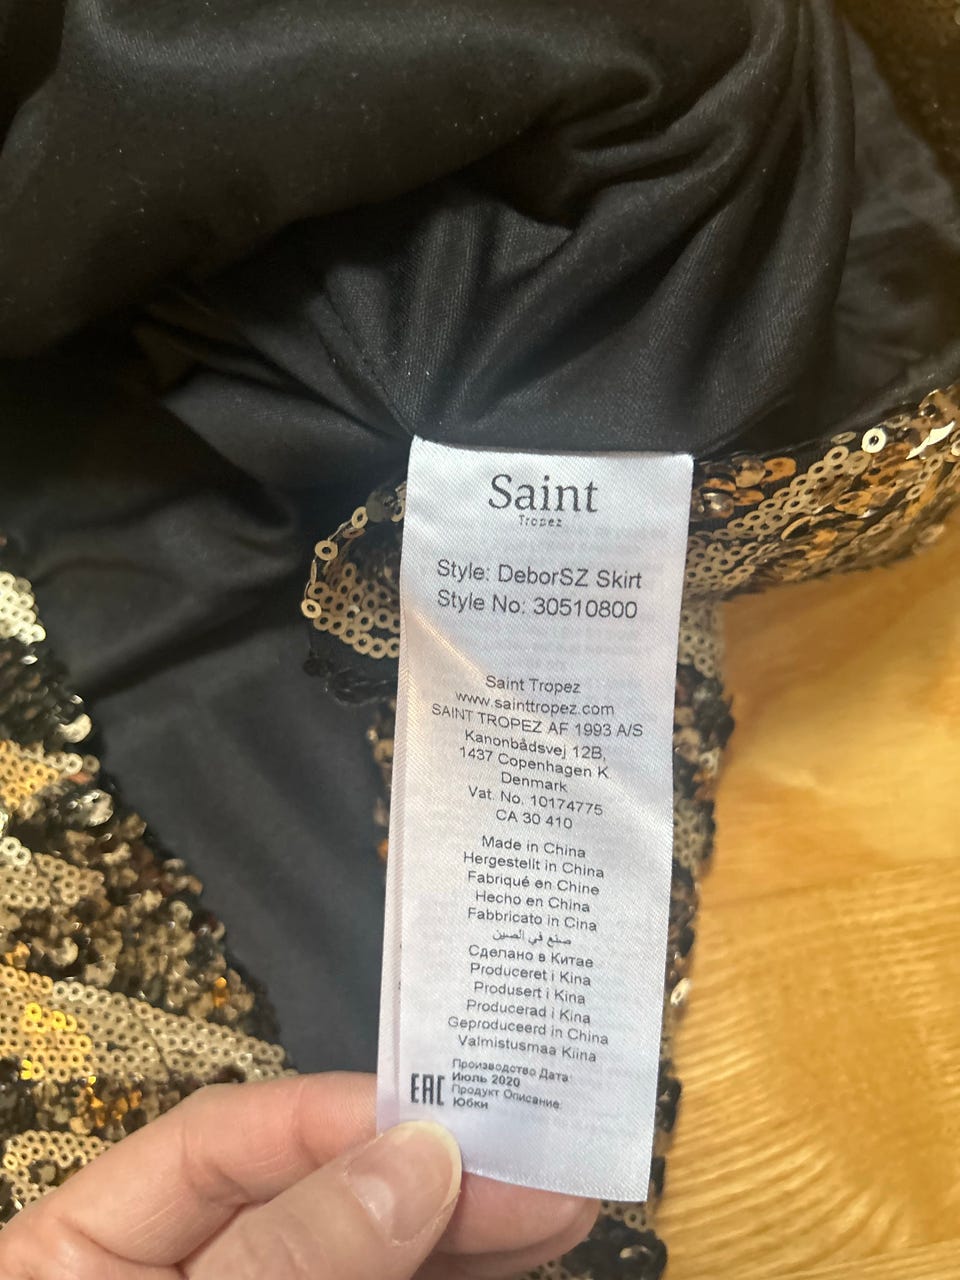 Saint
Tropez
Style: DeborSZ Skirt
Style No: 30510800
Saint Tropez
www.sainttropez.com
SAINT TROPEZ AF 1993 A/S
Kanonbådsvej 12B,
1437 Copenhagen K
Denmark
Vat. No. 10174775
CA 30 410
Made in China
Hergestellt in China
Fabriqué en Chine
Hecho en China
Fabbricato in Cina
صنع في الصين
Сделано в Китае
Produceret i Kina
Produsert i Kina
Producerad i Kina
Geproduceerd in China
Valmistusmaa Kiina
Производство Дата:
Июль 2020
EAC Продукт Описание:
Юбки